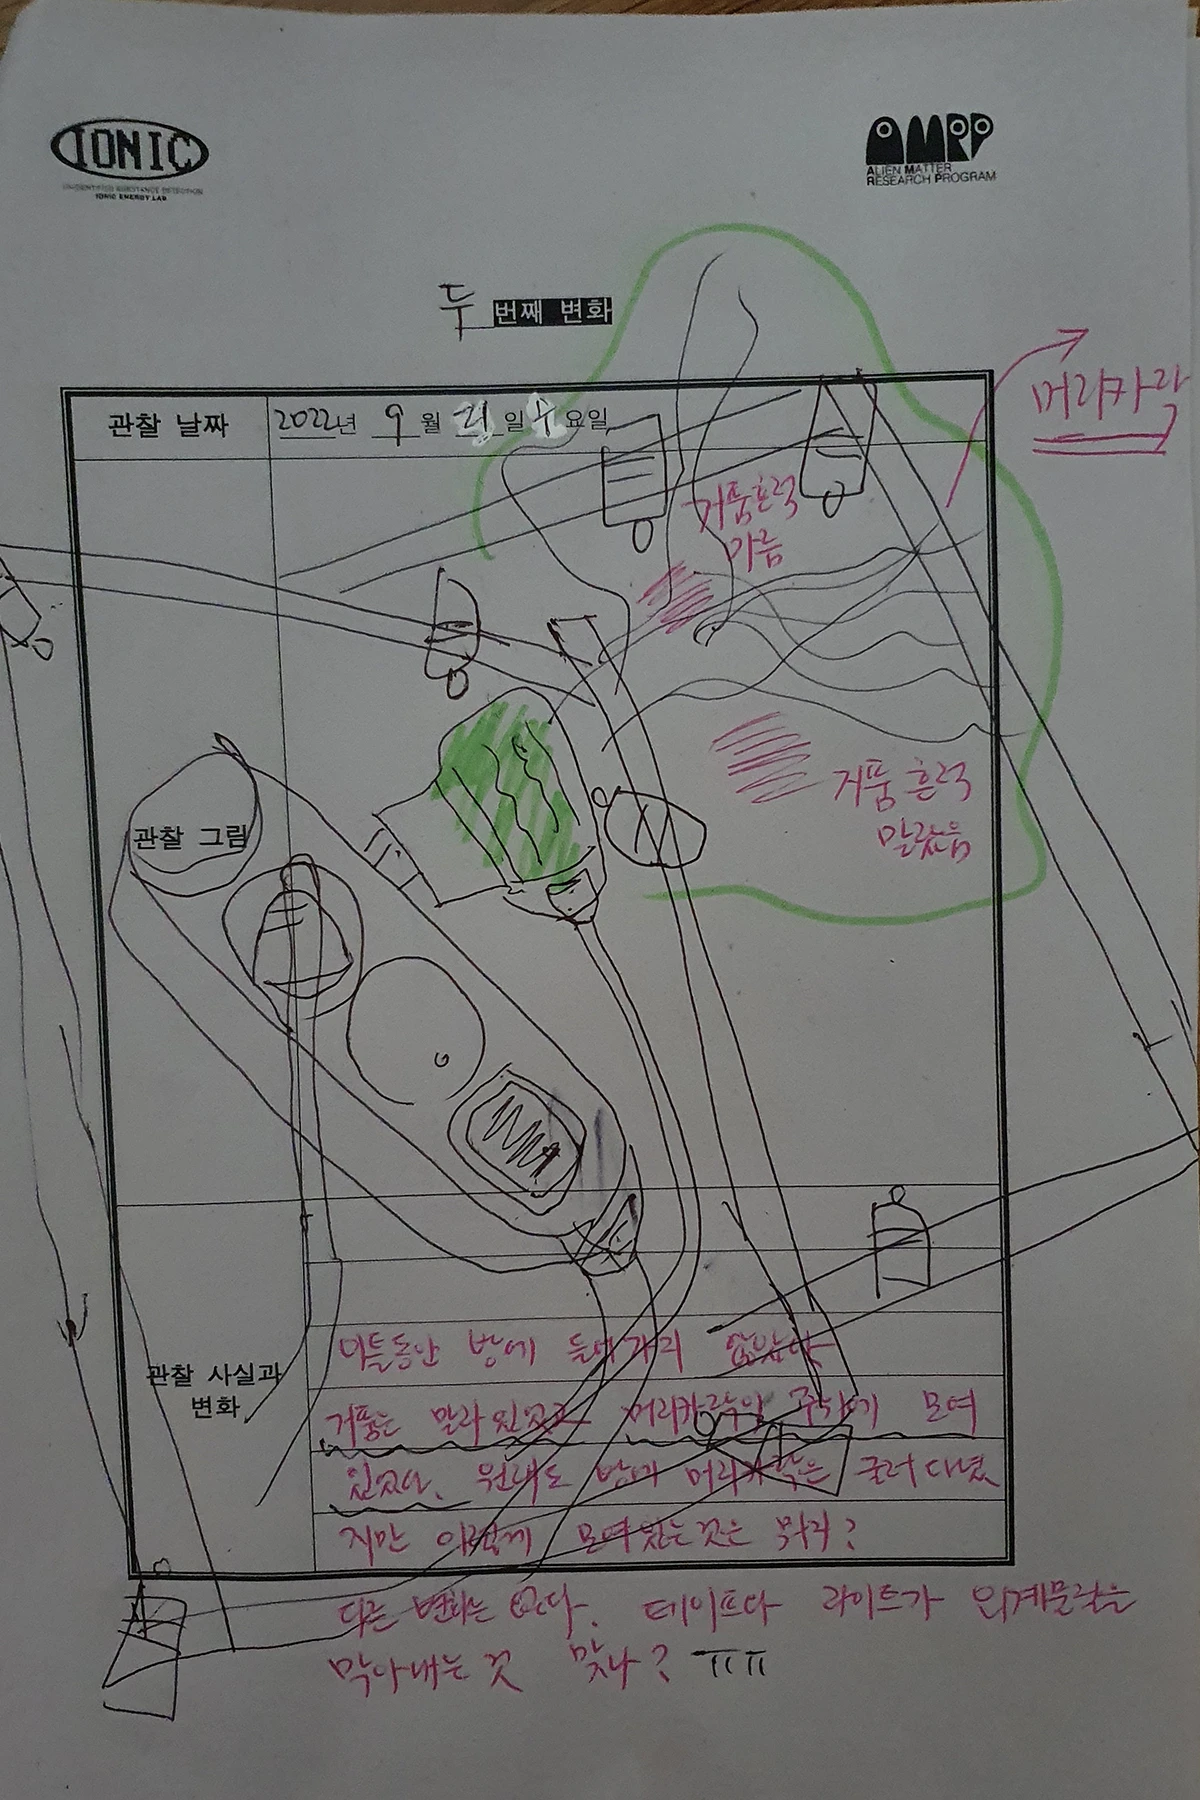 IONIC
UNIDENTIFIED SUBSTANCE DETECTION
IONIC ENERGY LAB
AMRP
ALIEN MATTER
RESEARCH PROGRAM
두 번째 변화
머리카락
관찰 날짜
2022년 9월 21일 수요일
거품흔적
마름
거품 흔적
말랐음
관찰 그림
관찰 사실과
변화
이틀동안 방에 들어가지 않았다
거품은 말라있었고 머리카락이 주위에 모여
있었다. 원래도 방에 머리카락은 굴러다녔
지만 이렇게 모여있는것은 뭐지?
다른 변화는 없다. 테이프다 라이트가 외계물질을
막아내는 것 맞나? ㅠㅠ